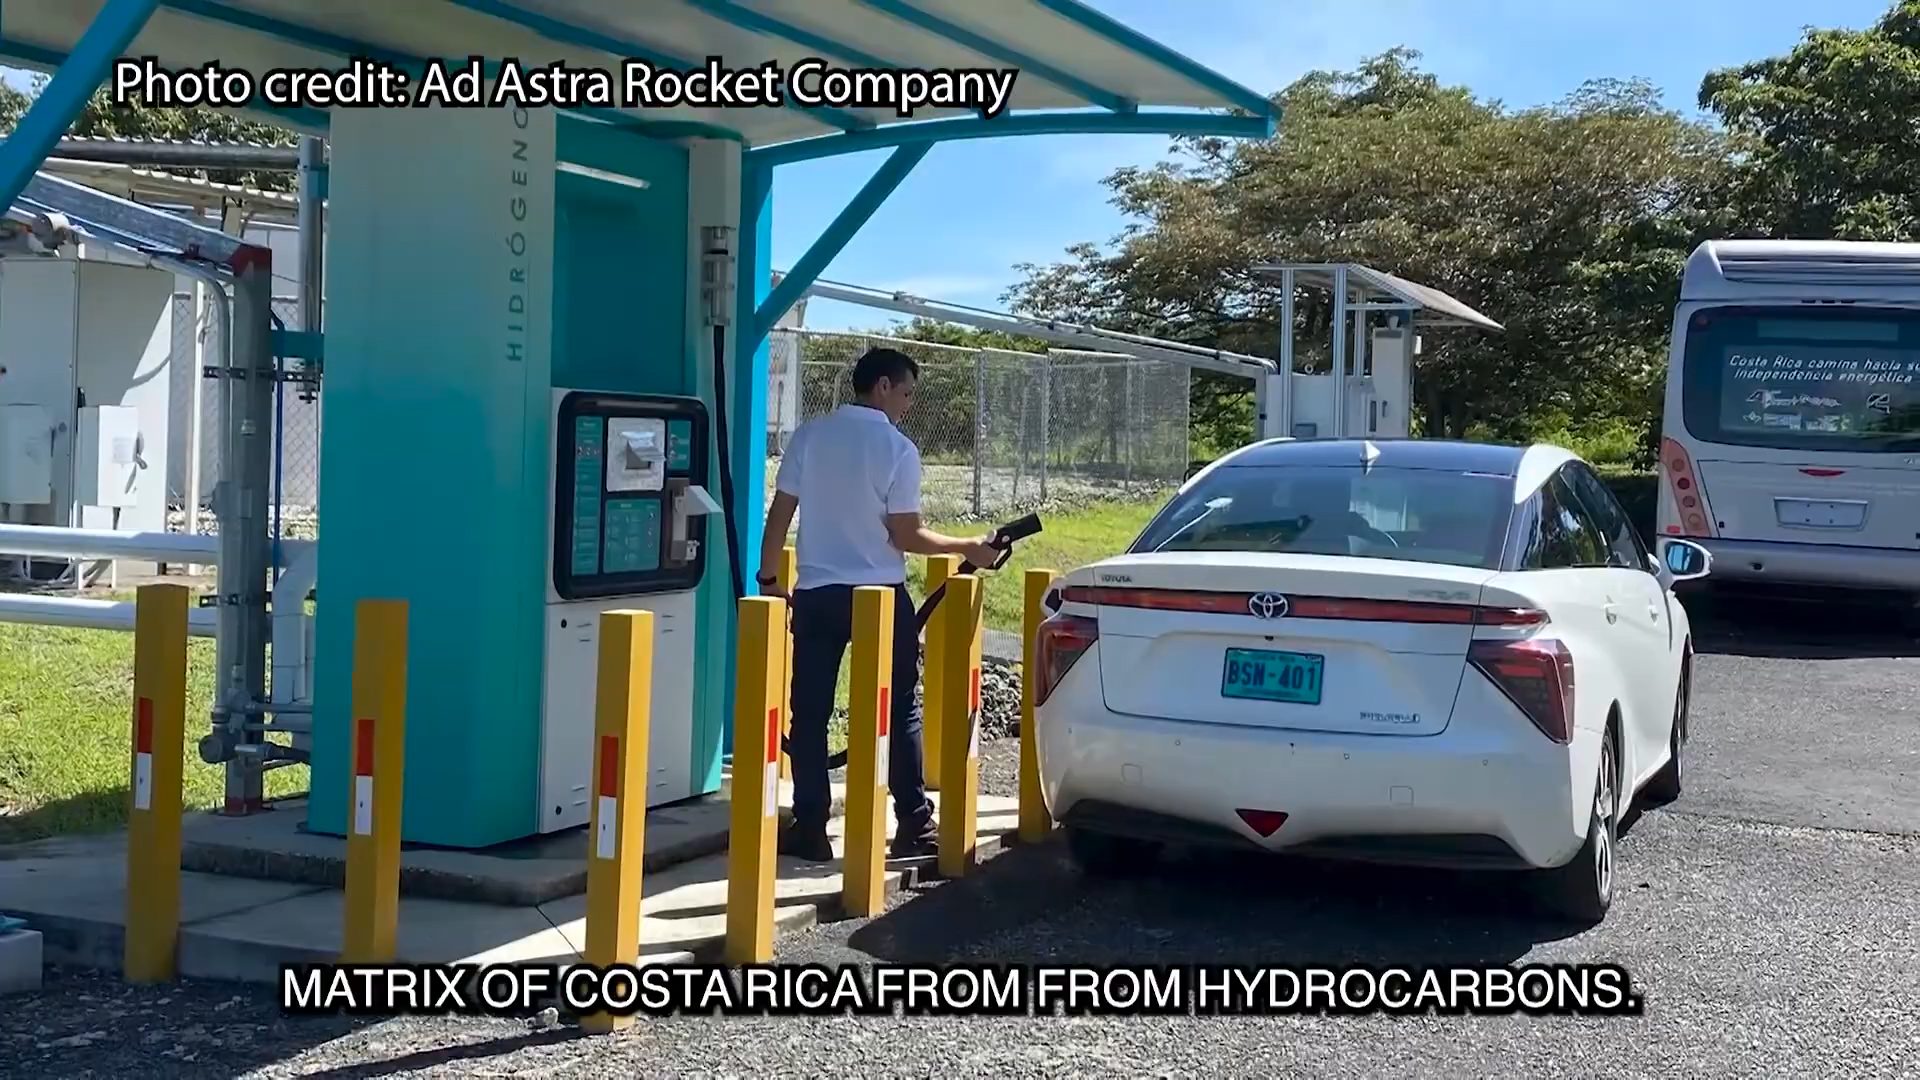 Photo credit: Ad Astra Rocket Company
HIDRÓGENO
Costa Rica camina hacia su
independencia energética
TOYOTA
BSN-401
MATRIX OF COSTA RICA FROM FROM HYDROCARBONS.